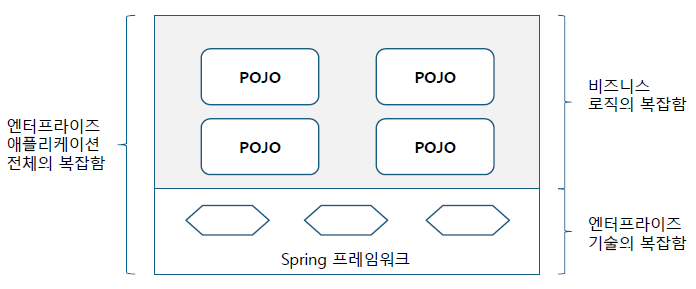 엔터프라이즈
애플리케이션
전체의 복잡함
POJO
POJO
POJO
POJO
Spring 프레임워크
비즈니스
로직의 복잡함
엔터프라이즈
기술의 복잡함